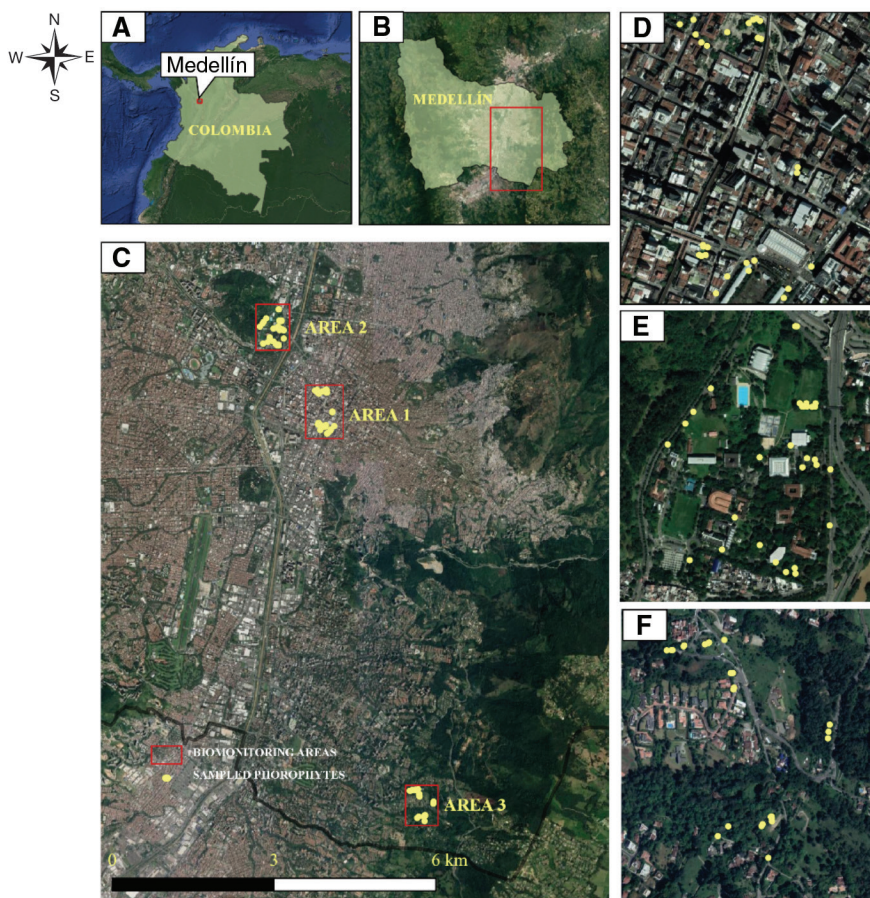 N
W E
S
A
Medellín
COLOMBIA
B
MEDELLÍN
C
AREA 2
AREA 1
BIOMONITORING AREAS
SAMPLED PHOROPHYTES
AREA 3
0 3 6 km
D
E
F